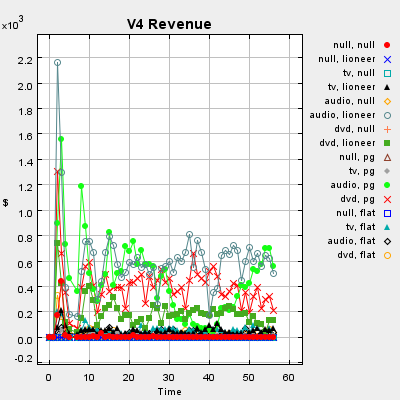 V4 Revenue
x10³
2.2
2.0
1.8
1.6
1.4
1.2
1.0
0.8
0.6
0.4
0.2
0.0
-0.2
$
0 10 20 30 40 50 60
Time
null, null
null, lioneer
tv, null
tv, lioneer
audio, null
audio, lioneer
dvd, null
dvd, lioneer
null, pg
tv, pg
audio, pg
dvd, pg
null, flat
tv, flat
audio, flat
dvd, flat